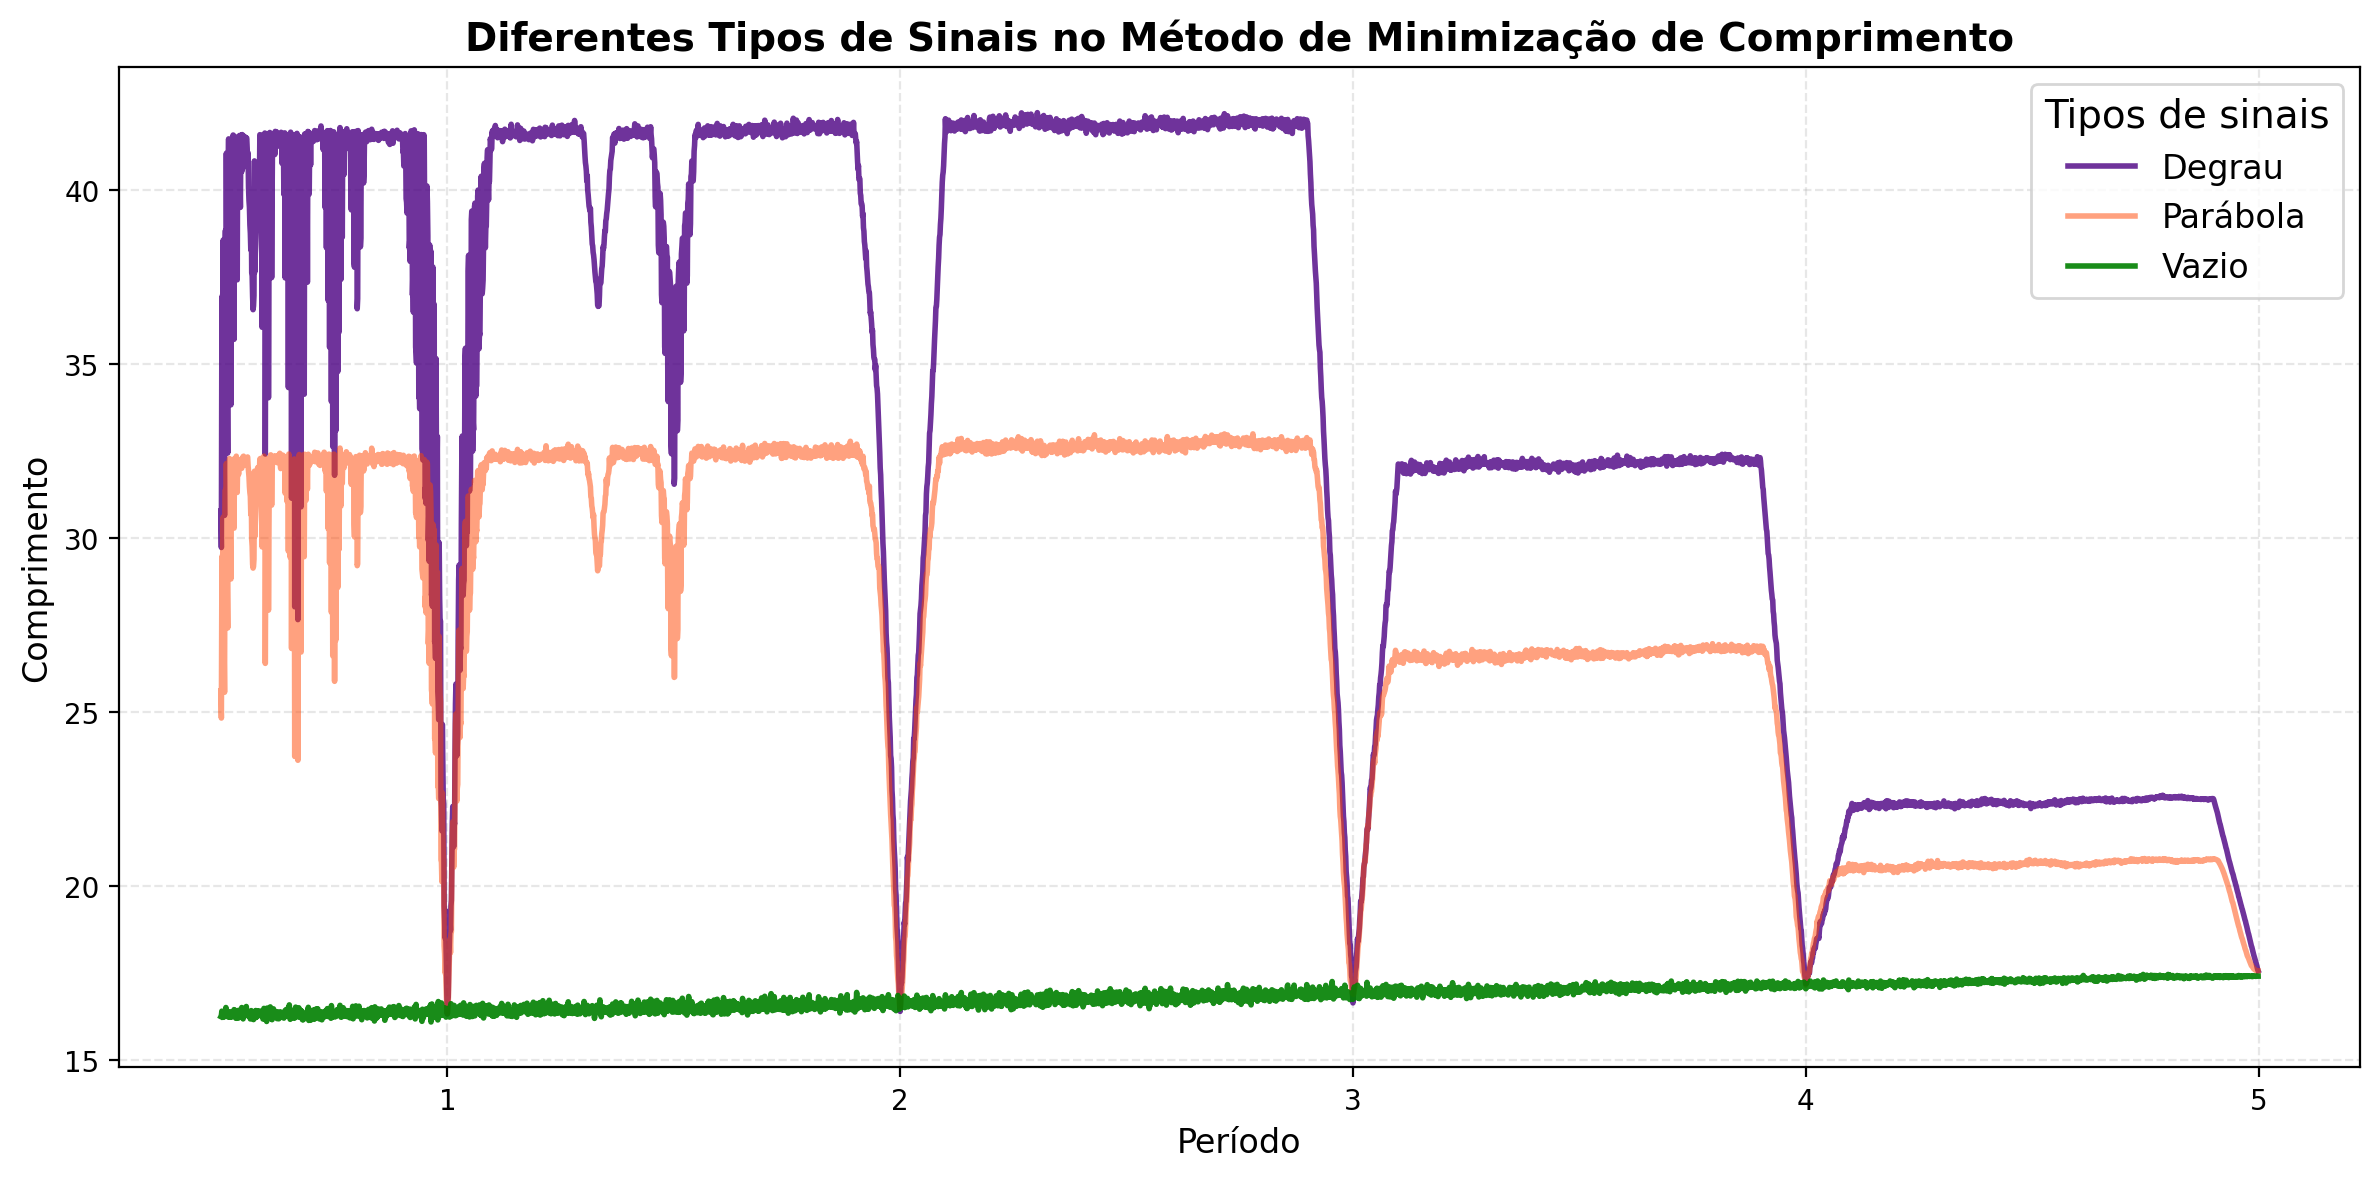 Diferentes Tipos de Sinais no Método de Minimização de Comprimento
Tipos de sinais
Degrau
Parábola
Vazio
Comprimento
40
35
30
25
20
15
1 2 3 4 5
Período